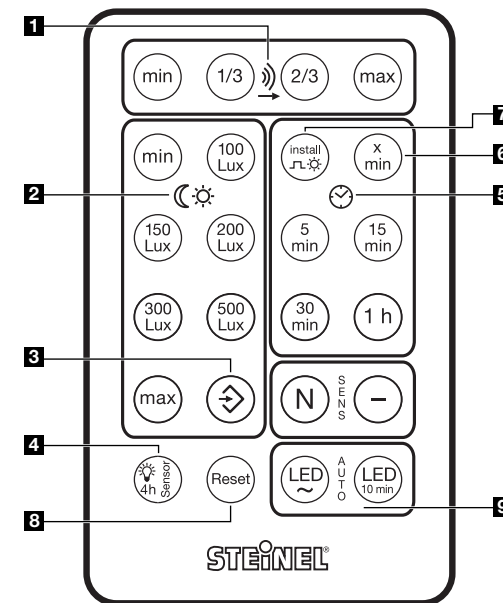 1
min 1/3 2/3 max
7
min 100 Lux install x min
6
2
5
150 Lux 200 Lux 5 min 15 min
300 Lux 500 Lux 30 min 1 h
3
max N SENS −
4
4h Sensor Reset LED ~ AUTO LED 10 min
8
9
STEINEL®